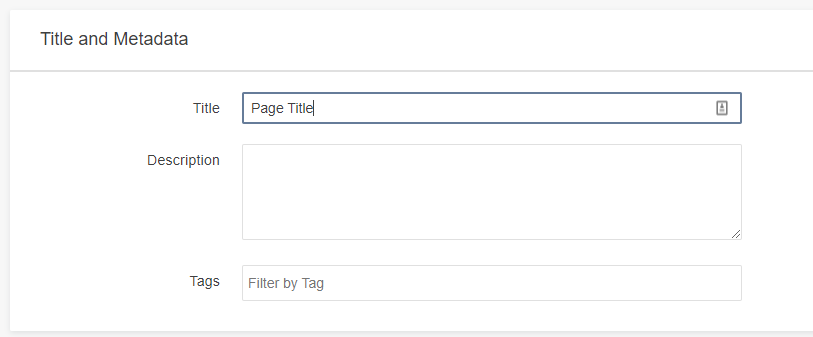 Title and Metadata
Title
Page Title
Description
Tags
Filter by Tag